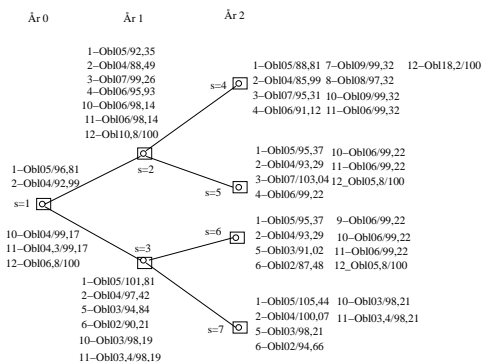 År 0 År 1 År 2
1–Obl05/92,35
2–Obl04/88,49
3–Obl07/99,26
4–Obl06/95,93
10–Obl06/98,14
11–Obl06/98,14
12–Obl10,8/100
s=2
1–Obl05/88,81 7–Obl09/99,32 12–Obl18,2/100
2–Obl04/85,99 8–Obl08/97,32
s=4
3–Obl07/95,31 10–Obl09/99,32
4–Obl06/91,12 11–Obl06/99,32
1–Obl05/95,37 10–Obl06/99,22
2–Obl04/93,29 11–Obl06/99,22
3–Obl07/103,04 12_Obl05,8/100
4–Obl06/99,22
s=5
1–Obl05/96,81
2–Obl04/92,99
s=1
10–Obl04/99,17
11–Obl04,3/99,17
12–Obl06,8/100
1–Obl05/95,37 9–Obl06/99,22
s=6
2–Obl04/93,29 10–Obl06/99,22
5–Obl03/91,02 11–Obl06/99,22
6–Obl02/87,48 12_Obl05,8/100
s=3
1–Obl05/101,81
2–Obl04/97,42
5–Obl03/94,84
6–Obl02/90,21
10–Obl03/98,19
11–Obl03,4/98,19
1–Obl05/105,44 10–Obl03/98,21
2–Obl04/100,07 11–Obl03,4/98,21
5–Obl03/98,21
s=7
6–Obl02/94,66